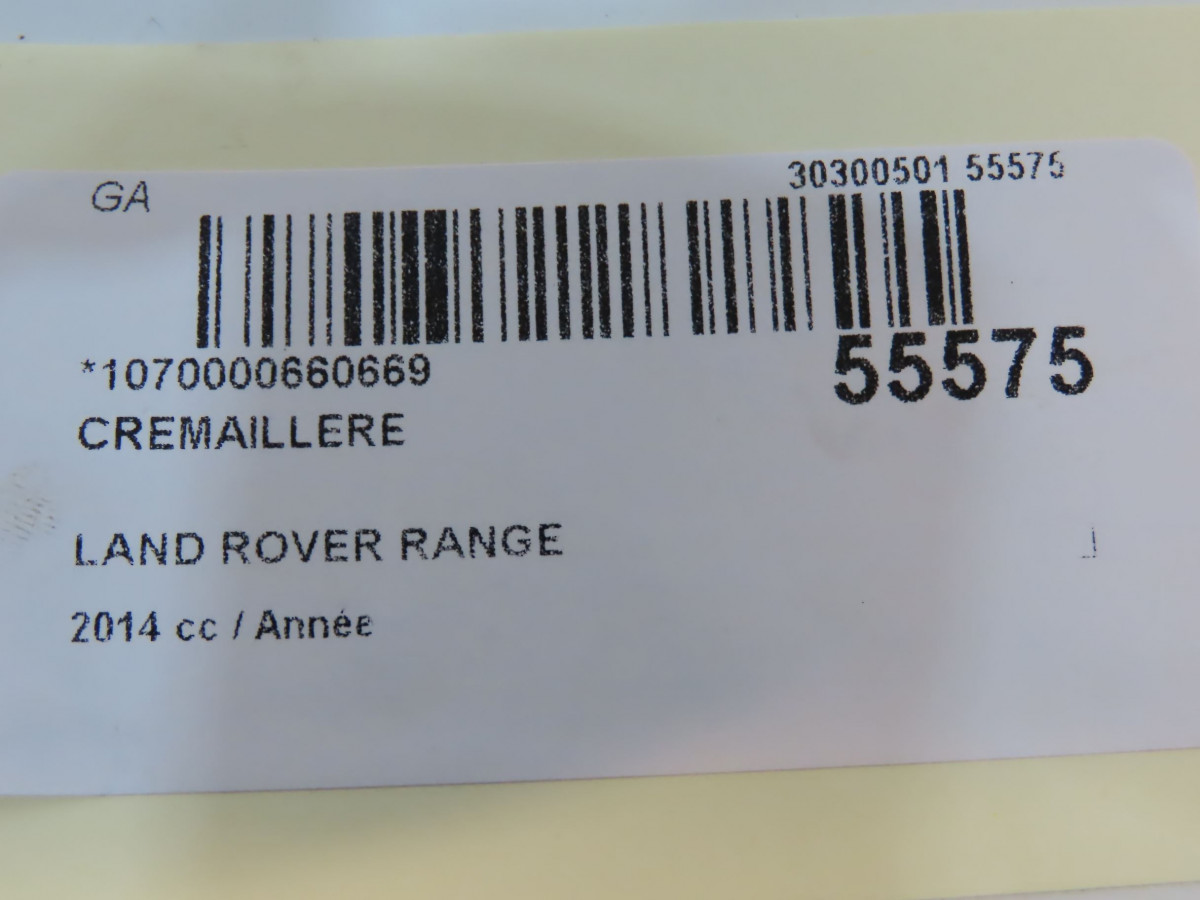 GA
30300501 55575
*1070000660669
55575
CREMAILLERE
LAND ROVER RANGE
2014 cc / Année